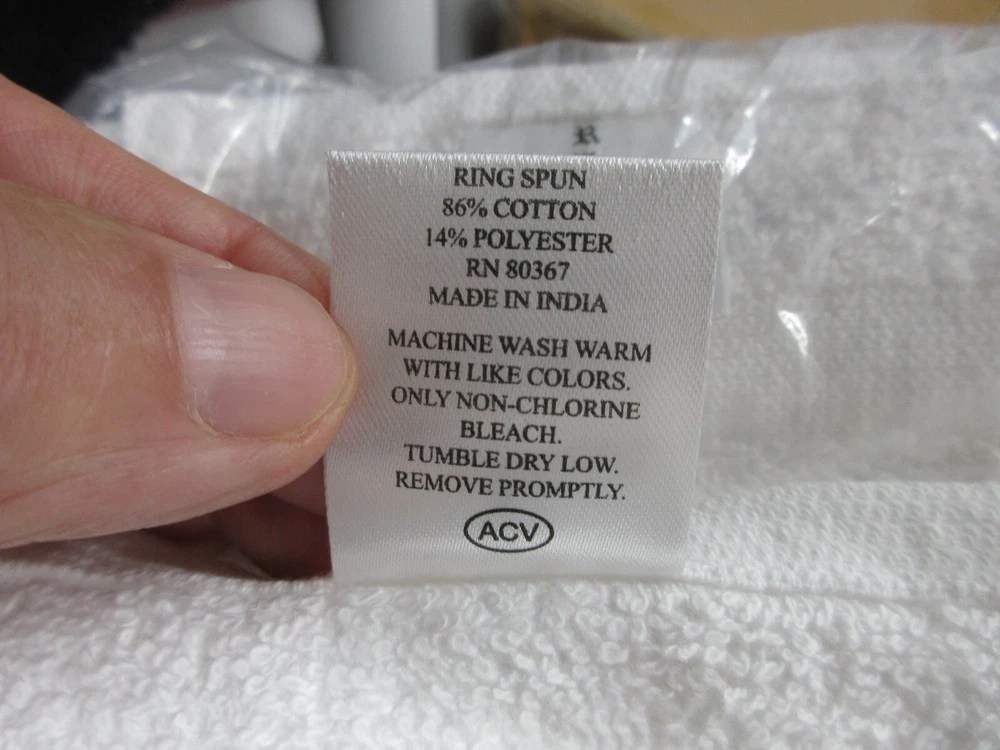 R
RING SPUN
86% COTTON
14% POLYESTER
RN 80367
MADE IN INDIA
MACHINE WASH WARM
WITH LIKE COLORS.
ONLY NON-CHLORINE
BLEACH.
TUMBLE DRY LOW.
REMOVE PROMPTLY.
ACV